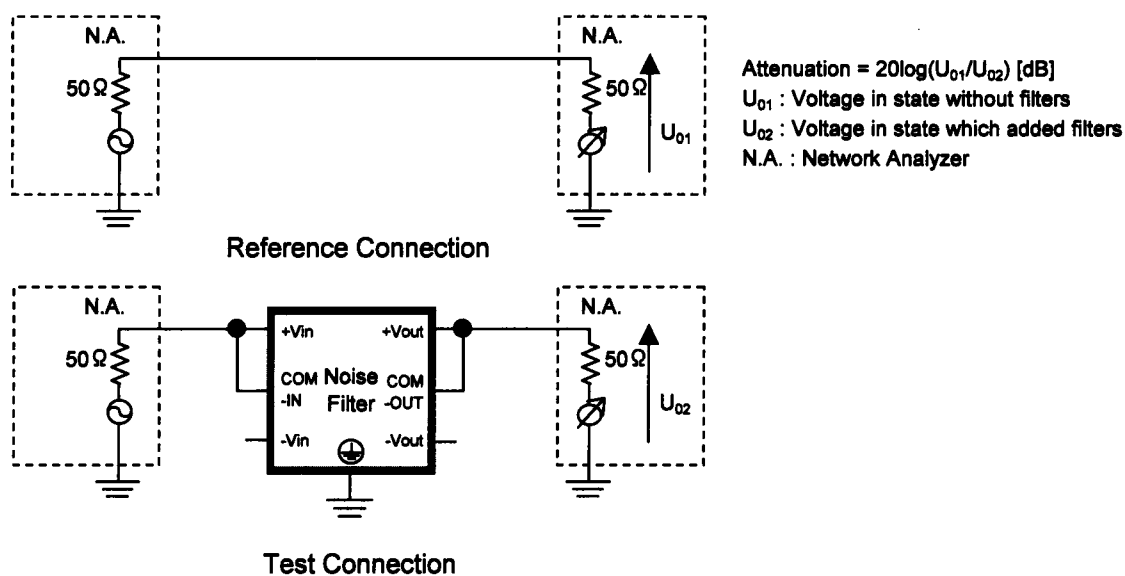 N.A.
N.A.
50Ω
50Ω
U01
Attenuation = 20log(U01/U02) [dB]
U01 : Voltage in state without filters
U02 : Voltage in state which added filters
N.A. : Network Analyzer
Reference Connection
N.A.
N.A.
50Ω
+Vin
+Vout
COM
-IN
Noise
Filter
COM
-OUT
-Vin
-Vout
50Ω
U02
Test Connection